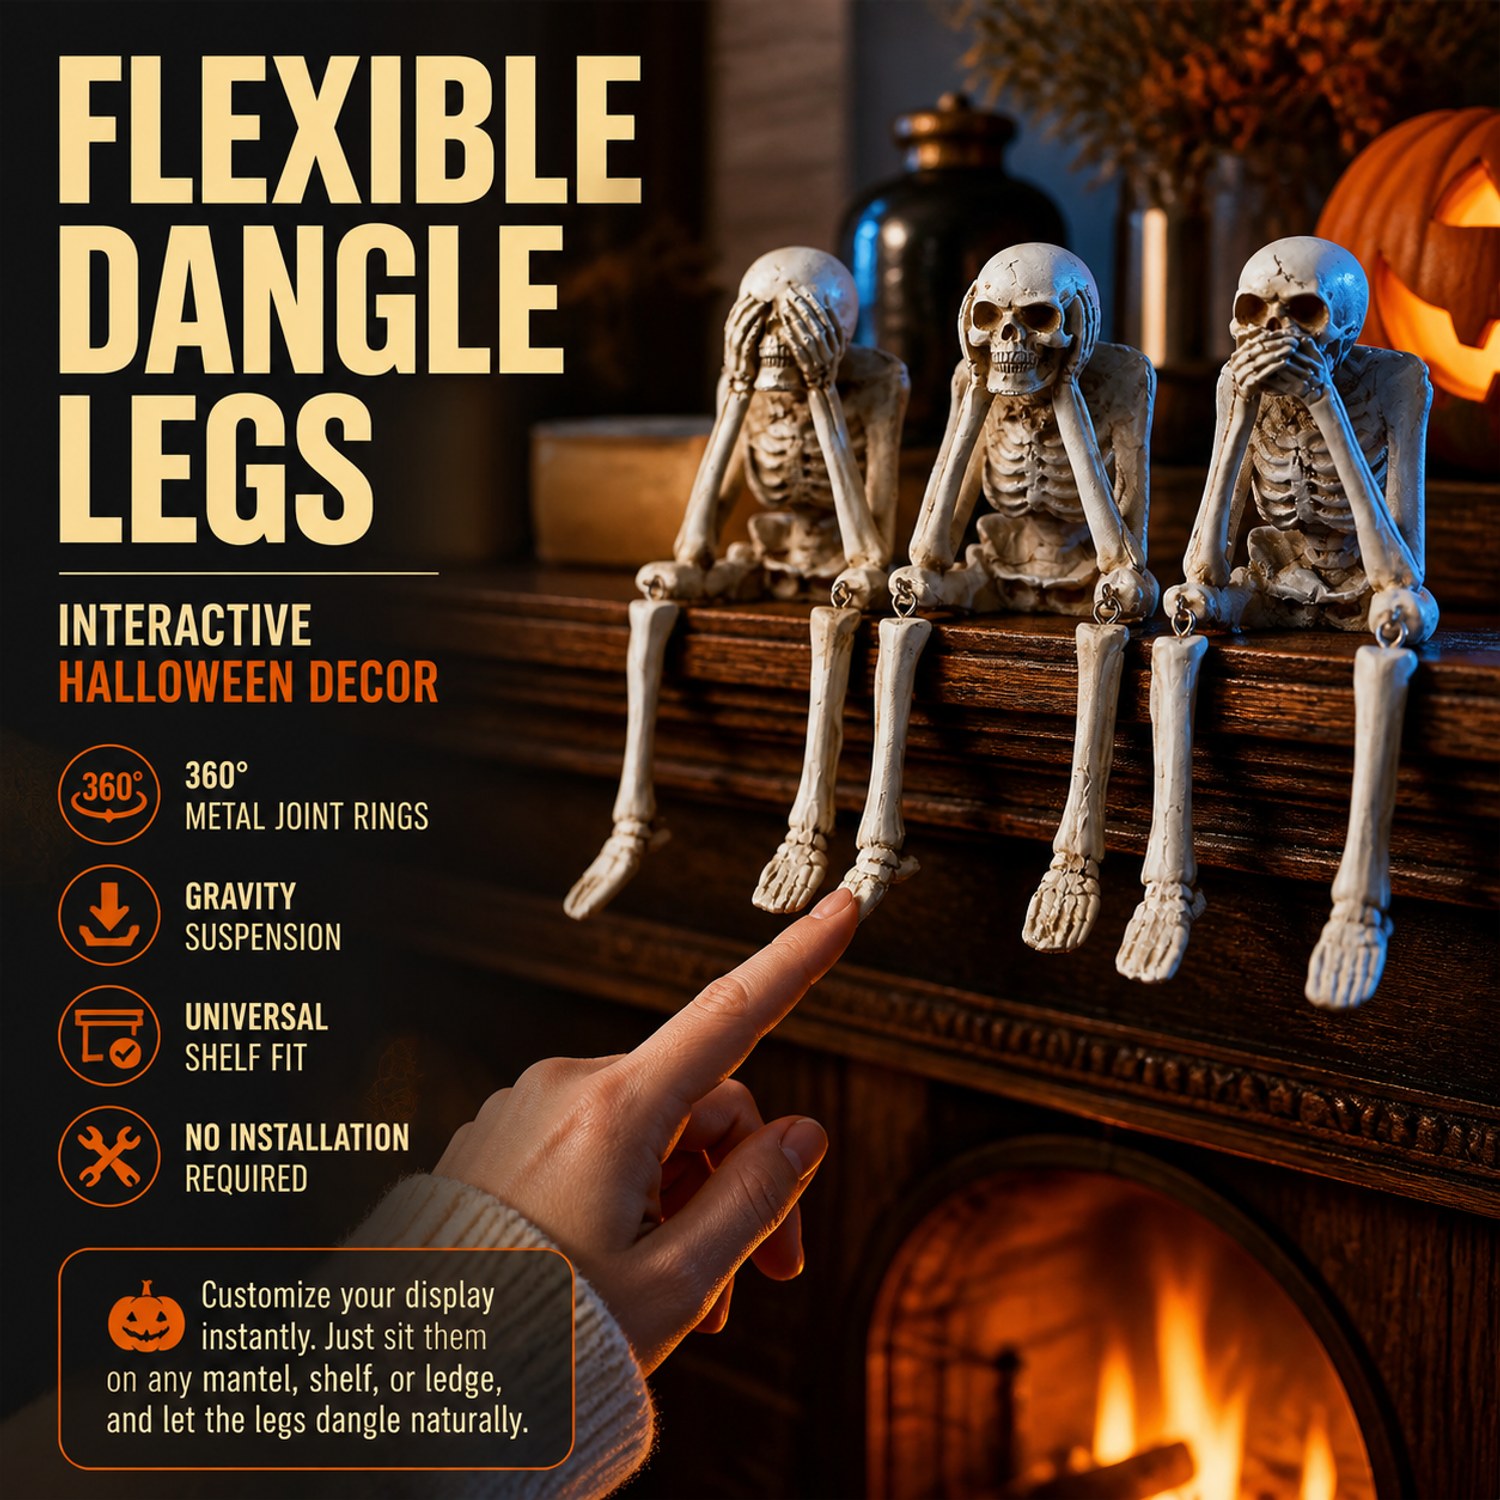 FLEXIBLE
DANGLE
LEGS
INTERACTIVE
HALLOWEEN DECOR
360°
360°
METAL JOINT RINGS
GRAVITY
SUSPENSION
UNIVERSAL
SHELF FIT
NO INSTALLATION
REQUIRED
Customize your display
instantly. Just sit them
on any mantel, shelf, or ledge,
and let the legs dangle naturally.